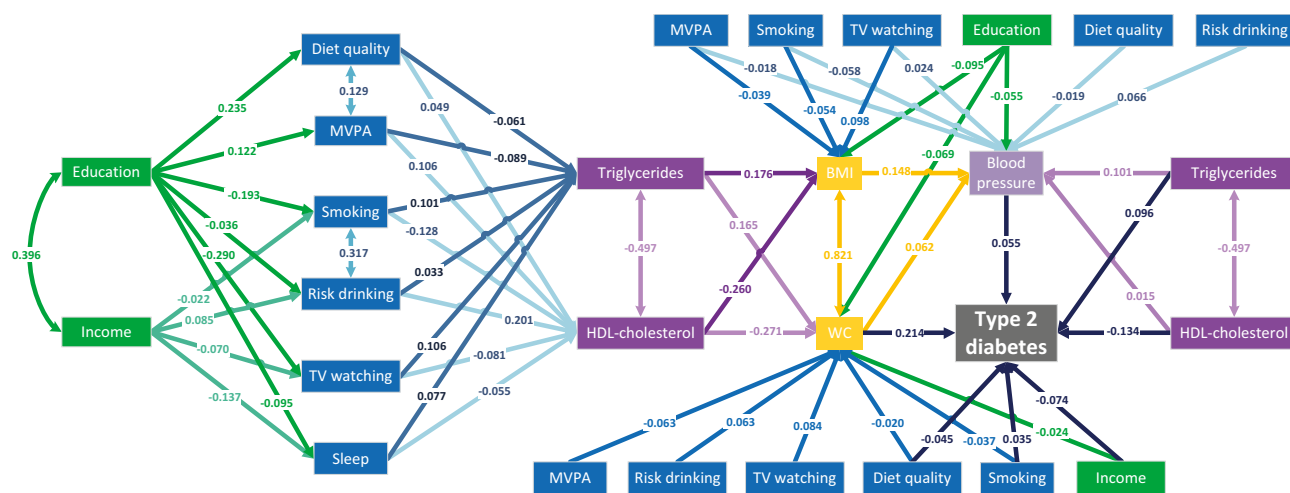 MVPA
Smoking
TV watching
Education
Diet quality
Risk drinking
Diet quality
-0.018
-0.058
0.024
-0.095
-0.039
-0.054
0.098
-0.055
-0.019
0.066
0.129
0.049
0.235
-0.061
MVPA
0.122
0.106
-0.089
-0.069
Education
-0.193
Triglycerides
0.176
BMI
0.148
Blood
pressure
0.101
Triglycerides
Smoking
0.101
-0.036
-0.128
0.165
0.096
0.396
-0.290
0.317
-0.497
0.821
0.062
0.055
-0.497
-0.022
Risk drinking
0.033
-0.260
0.015
0.085
0.201
Income
HDL-cholesterol
-0.271
WC
0.214
Type 2
diabetes
-0.134
HDL-cholesterol
-0.070
0.106
-0.081
TV watching
-0.137
0.077
-0.055
-0.095
-0.074
-0.063
0.063
0.084
-0.020
-0.045
-0.037
0.035
-0.024
Sleep
MVPA
Risk drinking
TV watching
Diet quality
Smoking
Income